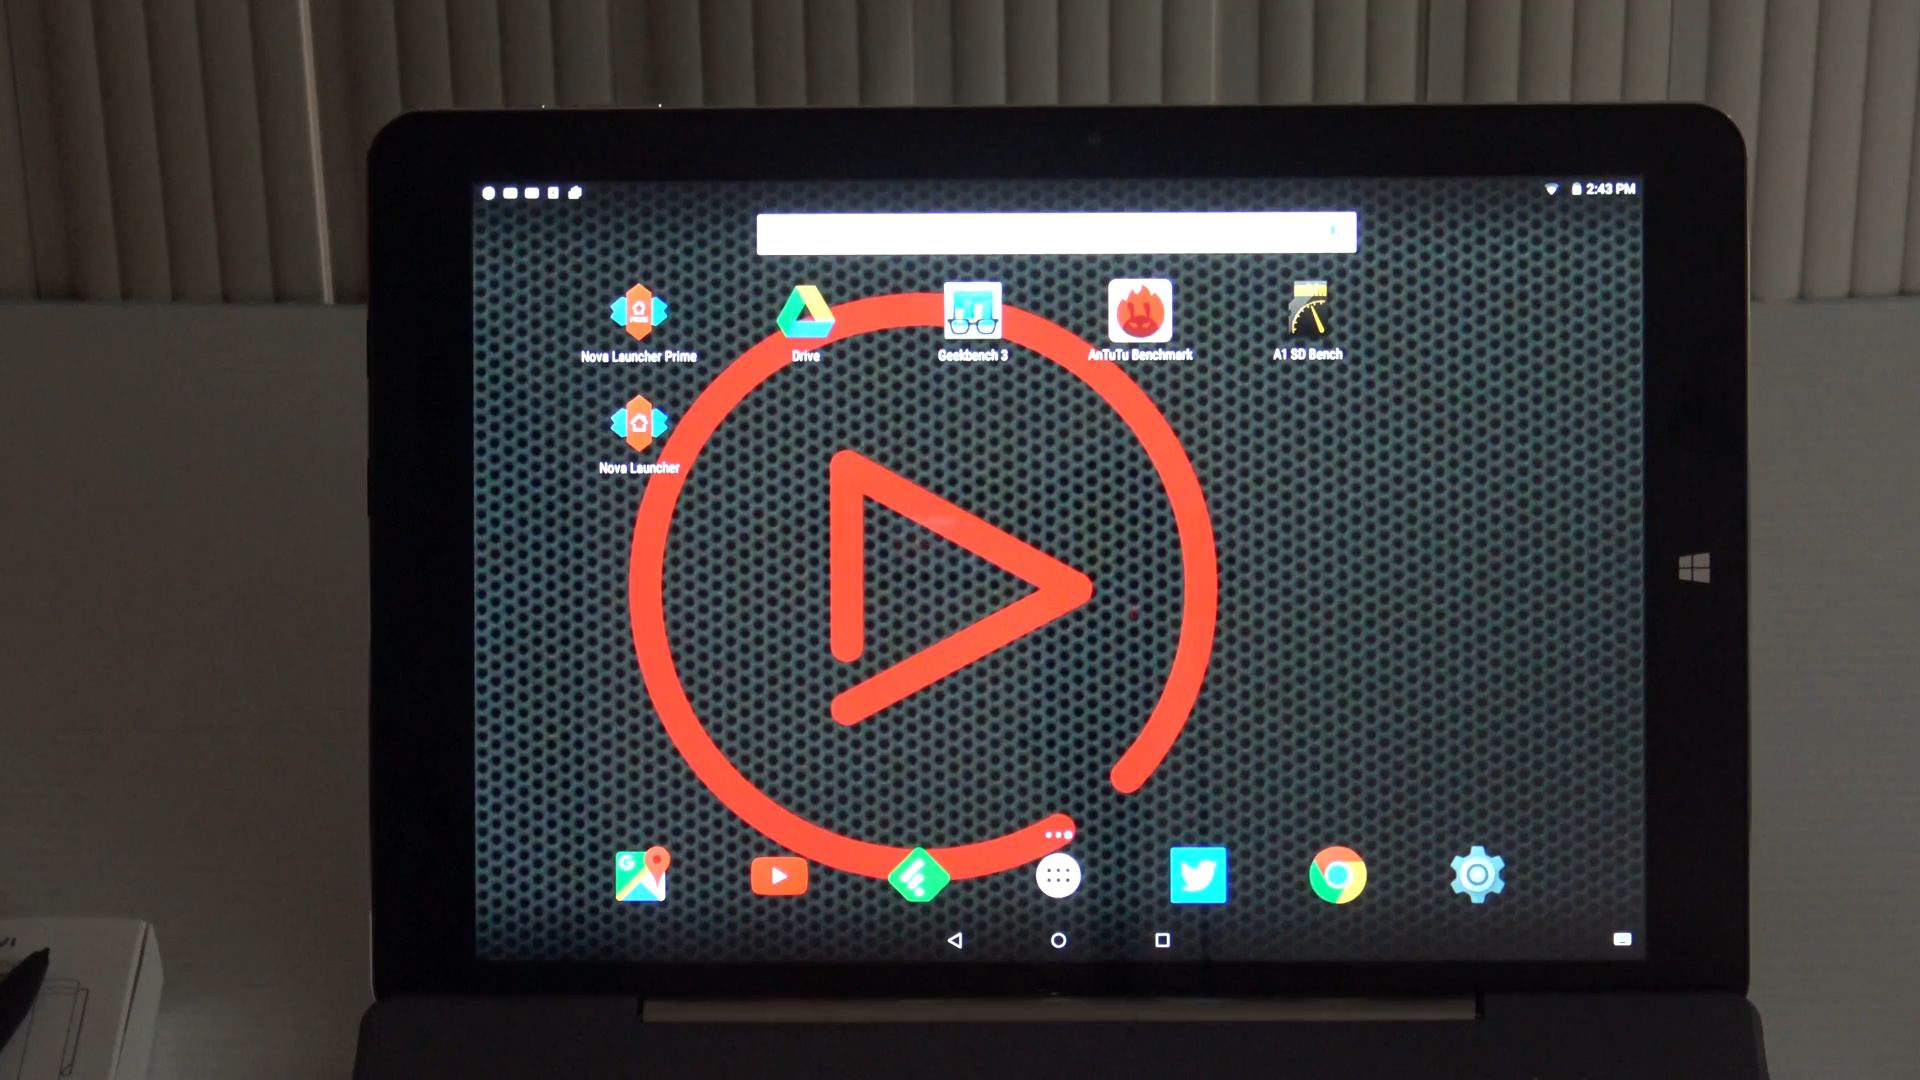 2:43 PM
Nova Launcher Prime
Drive
Geekbench 3
AnTuTu Benchmark
A1 SD Bench
Nova Launcher